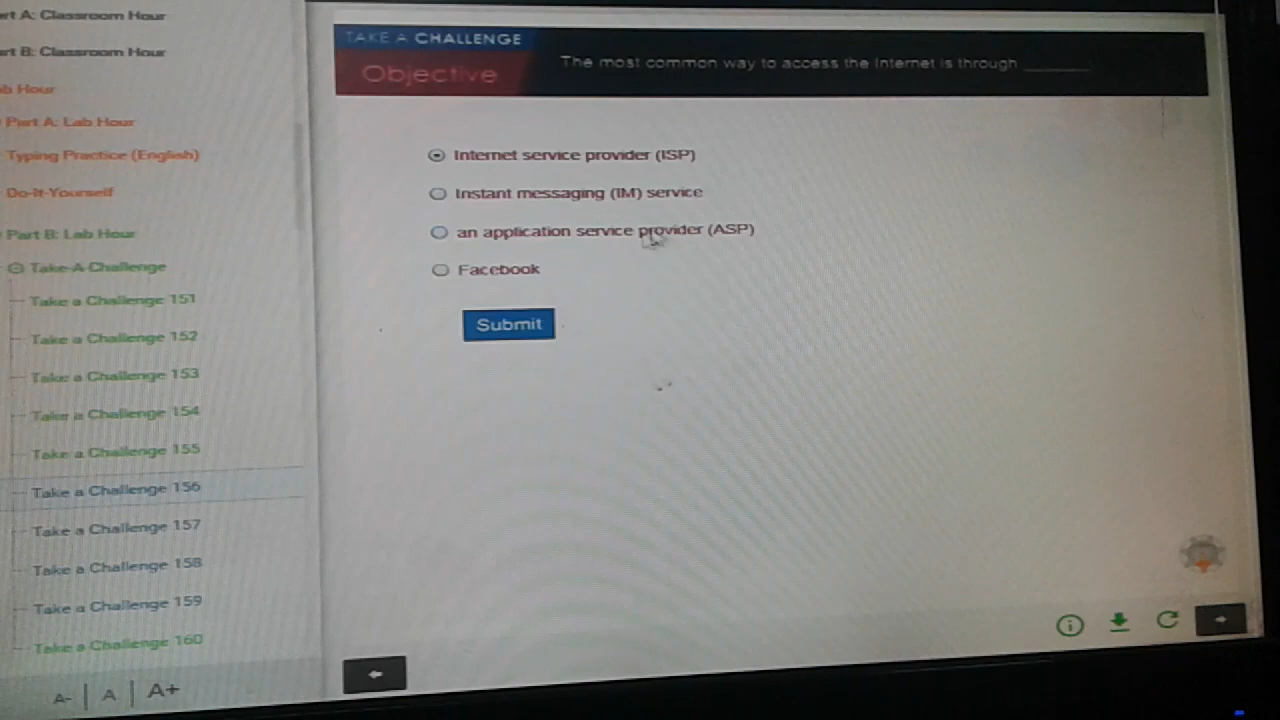 rt A: Classroom Hour
rt B: Classroom Hour
b Hour
Part A: Lab Hour
Typing Practice (English)
Do-It-Yourself
Part B: Lab Hour
Take-A-Challenge
Take a Challenge 151
Take a Challenge 152
Take a Challenge 153
Take a Challenge 154
Take a Challenge 155
Take a Challenge 156
Take a Challenge 157
Take a Challenge 158
Take a Challenge 159
Take a Challenge 160
A- | A | A+
TAKE A CHALLENGE
Objective
The most common way to access the Internet is through ______
Internet service provider (ISP)
Instant messaging (IM) service
an application service provider (ASP)
Facebook
Submit